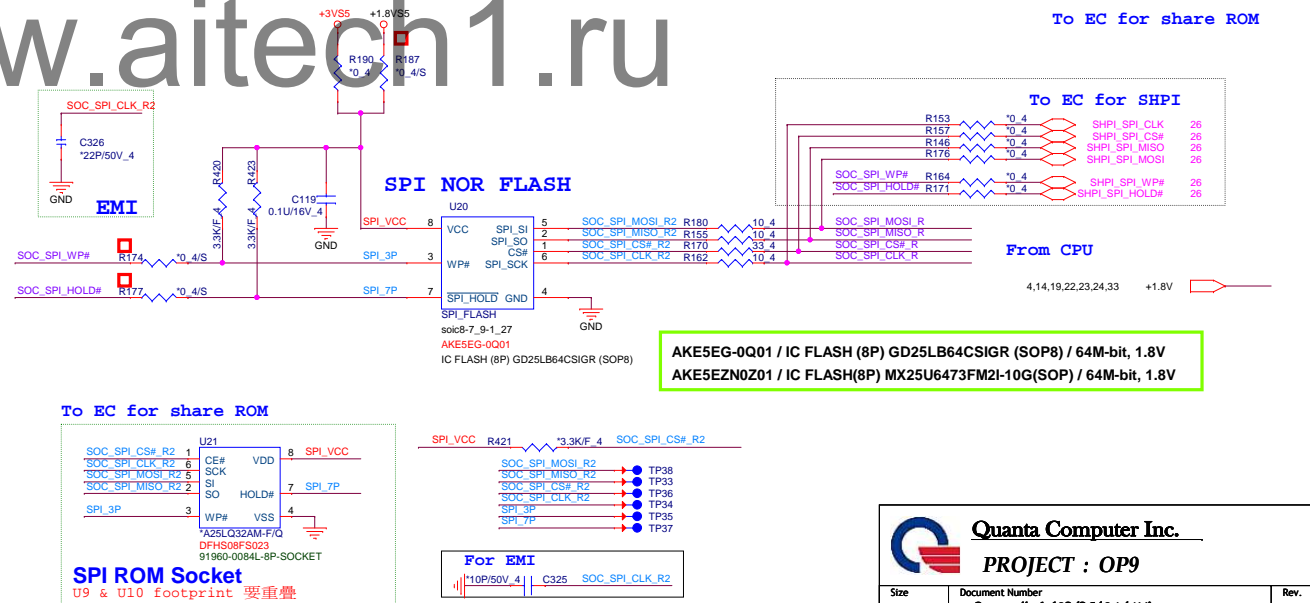 w.aitech1.ru
To EC for share ROM
+3VS5 +1.8VS5
R190 *0_4
R187 *0_4/S
SOC_SPI_CLK_R2
C326
*22P/50V_4
GND
EMI
R420 3.3K/F_4
R423 3.3K/F_4
C119
0.1U/16V_4
GND
SPI NOR FLASH
U20
SPI_VCC 8 VCC
SPI_3P 3 WP#
SPI_7P 7 SPI_HOLD
SPI_SI 5 SOC_SPI_MOSI_R2 R180 10_4 SOC_SPI_MOSI_R
SPI_SO 2 SOC_SPI_MISO_R2 R155 10_4 SOC_SPI_MISO_R
CS# 1 SOC_SPI_CS#_R2 R170 33_4 SOC_SPI_CS#_R
SPI_SCK 6 SOC_SPI_CLK_R2 R162 10_4 SOC_SPI_CLK_R
GND 4
GND
SPI_FLASH
soic8-7_9-1_27
AKE5EG-0Q01
IC FLASH (8P) GD25LB64CSIGR (SOP8)
SOC_SPI_WP# R174 *0_4/S
SOC_SPI_HOLD# R177 *0_4/S
To EC for SHPI
R153 *0_4 SHPI_SPI_CLK 26
R157 *0_4 SHPI_SPI_CS# 26
R146 *0_4 SHPI_SPI_MISO 26
R176 *0_4 SHPI_SPI_MOSI 26
SOC_SPI_WP# R164 *0_4 SHPI_SPI_WP# 26
SOC_SPI_HOLD# R171 *0_4 SHPI_SPI_HOLD# 26
From CPU
4,14,19,22,23,24,33 +1.8V
AKE5EG-0Q01 / IC FLASH (8P) GD25LB64CSIGR (SOP8) / 64M-bit, 1.8V
AKE5EZN0Z01 / IC FLASH(8P) MX25U6473FM2I-10G(SOP) / 64M-bit, 1.8V
To EC for share ROM
U21
SOC_SPI_CS#_R2 1 CE#
SOC_SPI_CLK_R2 6 SCK
SOC_SPI_MOSI_R2 5 SI
SOC_SPI_MISO_R2 2 SO
SPI_3P 3 WP#
VDD 8 SPI_VCC
HOLD# 7 SPI_7P
VSS 4
*A25LQ32AM-F/Q
DFHS08FS023
91960-0084L-8P-SOCKET
SPI ROM Socket
U9 & U10 footprint 要重疊
SPI_VCC R421 *3.3K/F_4 SOC_SPI_CS#_R2
SOC_SPI_MOSI_R2 TP38
SOC_SPI_MISO_R2 TP33
SOC_SPI_CS#_R2 TP36
SOC_SPI_CLK_R2 TP34
SPI_3P TP35
SPI_7P TP37
For EMI
*10P/50V_4 C325 SOC_SPI_CLK_R2
Quanta Computer Inc.
PROJECT : OP9
Size Document Number Rev.